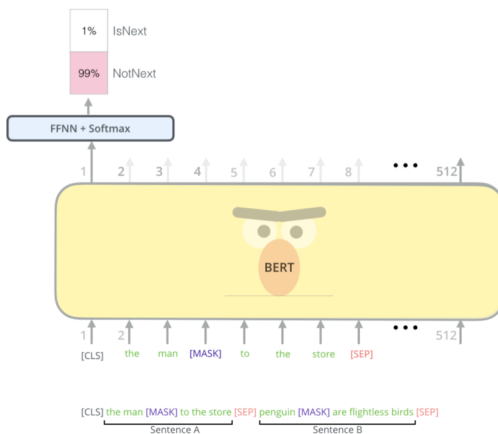 1% IsNext
99% NotNext
FFNN + Softmax
1 2 3 4 5 6 7 8 ••• 512
BERT
1 2 ••• 512
[CLS] the man [MASK] to the store [SEP]
[CLS] the man [MASK] to the store [SEP] penguin [MASK] are flightless birds [SEP]
Sentence A Sentence B